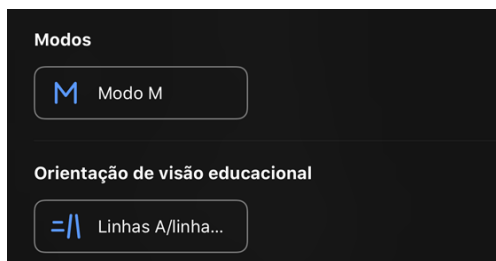 Modos
M Modo M
Orientação de visão educacional
Linhas A/linha...